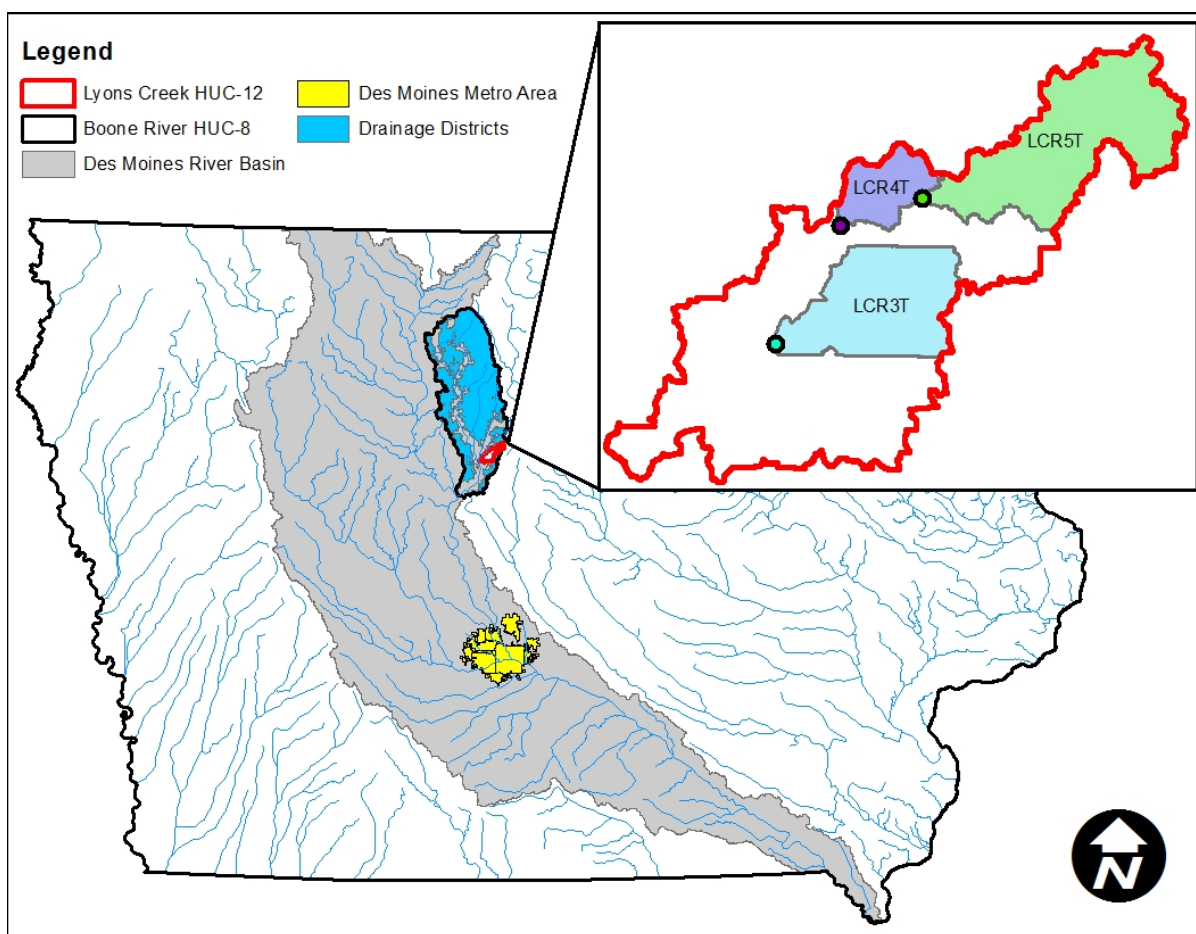 Legend
Lyons Creek HUC-12
Des Moines Metro Area
Boone River HUC-8
Drainage Districts
Des Moines River Basin
LCR5T
LCR4T
LCR3T
N